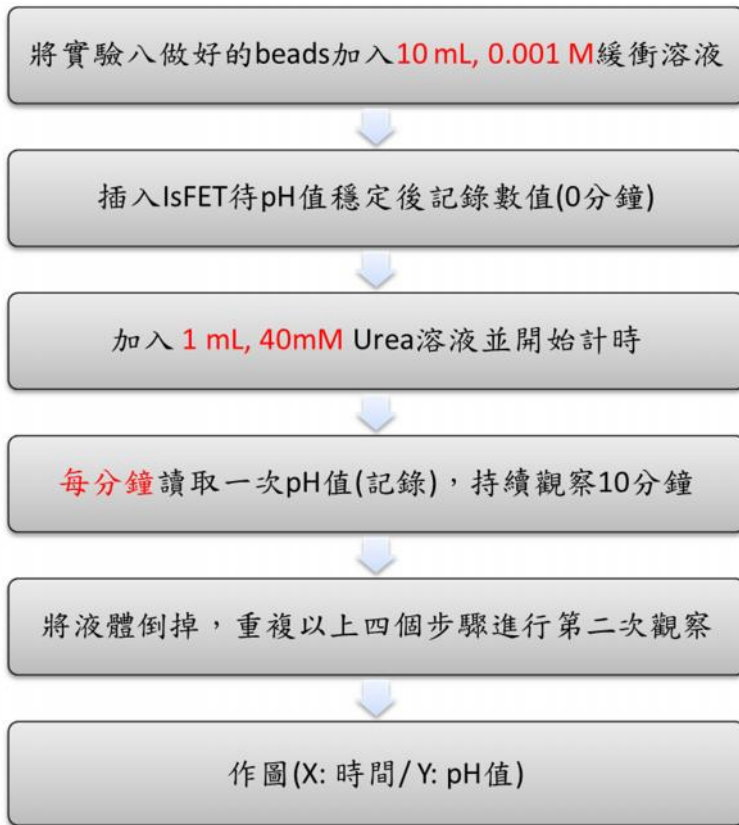 將實驗八做好的beads加入10 mL, 0.001 M緩衝溶液
插入IsFET待pH值穩定後記錄數值(0分鐘)
加入 1 mL, 40mM Urea溶液並開始計時
每分鐘讀取一次pH值(記錄)，持續觀察10分鐘
將液體倒掉，重複以上四個步驟進行第二次觀察
作圖(X: 時間/ Y: pH值)